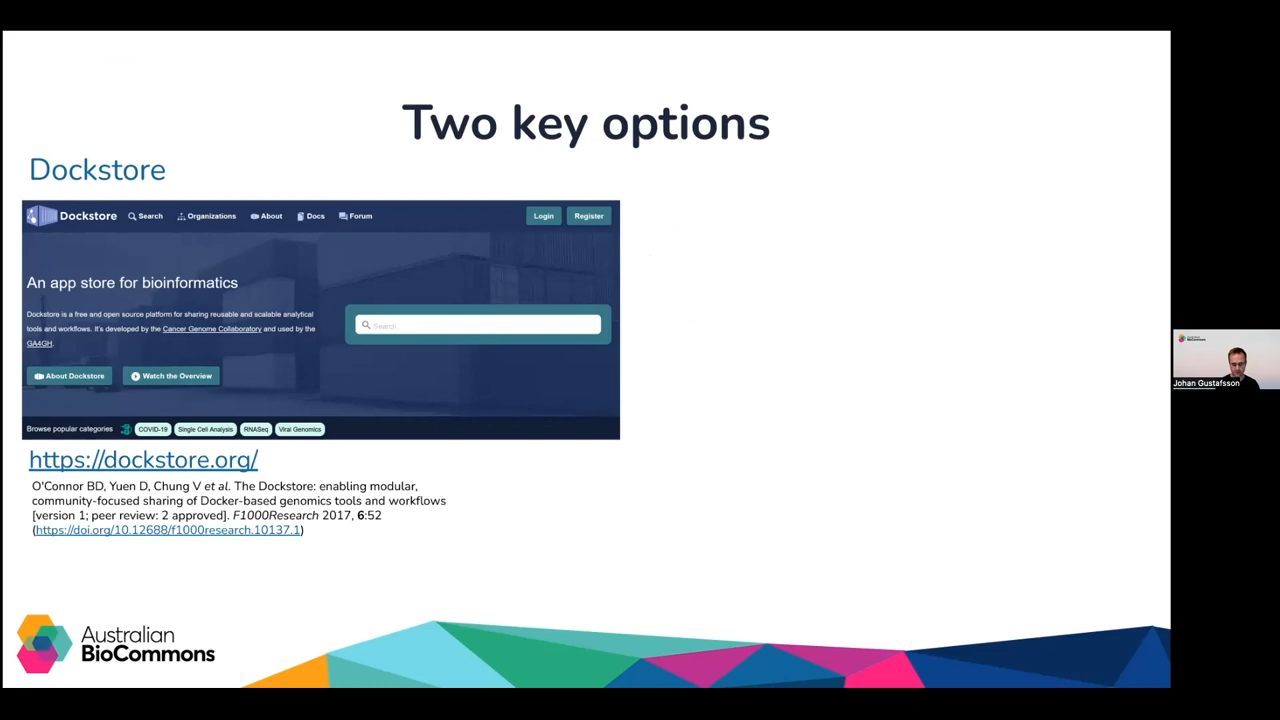 Two key options
Dockstore
Dockstore Search Organizations About Docs Forum Login Register
An app store for bioinformatics
Dockstore is a free and open source platform for sharing reusable and scalable analytical
tools and workflows. It's developed by the Cancer Genome Collaboratory and used by the
GA4GH.
Search...
About Dockstore Watch the Overview
Browse popular categories COVID-19 Single Cell Analysis RNASeq Viral Genomics
https://dockstore.org/
O'Connor BD, Yuen D, Chung V et al. The Dockstore: enabling modular,
community-focused sharing of Docker-based genomics tools and workflows
[version 1; peer review: 2 approved]. F1000Research 2017, 6:52
(https://doi.org/10.12688/f1000research.10137.1)
Australian
BioCommons
Australian
BioCommons
Johan Gustafsson